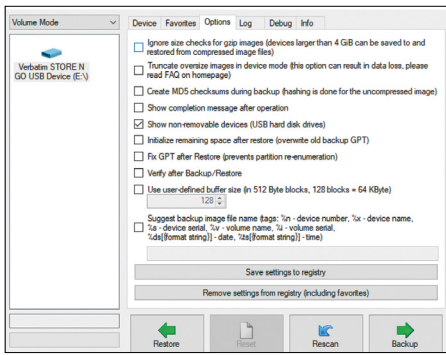 Volume Mode
Verbatim STORE N
GO USB Device (E:\)
Device Favorites Options Log Debug Info
Ignore size checks for gzip images (devices larger than 4 GiB can be saved to and
restored from compressed image files)
Truncate oversize images in device mode (this option can result in data loss, please
read FAQ on homepage)
Create MD5 checksums during backup (hashing is done for the uncompressed image)
Show completion message after operation
Show non-removable devices (USB hard disk drives)
Initialize remaining space after restore (overwrite old backup GPT)
Fix GPT after Restore (prevents partition re-enumeration)
Verify after Backup/Restore
Use user-defined buffer size (in 512 Byte blocks, 128 blocks = 64 KByte)
128
Suggest backup image file name (tags: %n - device number, %x - device name,
%s - device serial, %v - volume name, %i - volume serial,
%ds[{format string}] - date, %ts[{format string}] - time)
Save settings to registry
Remove settings from registry (including favorites)
Restore
Reset
Rescan
Backup